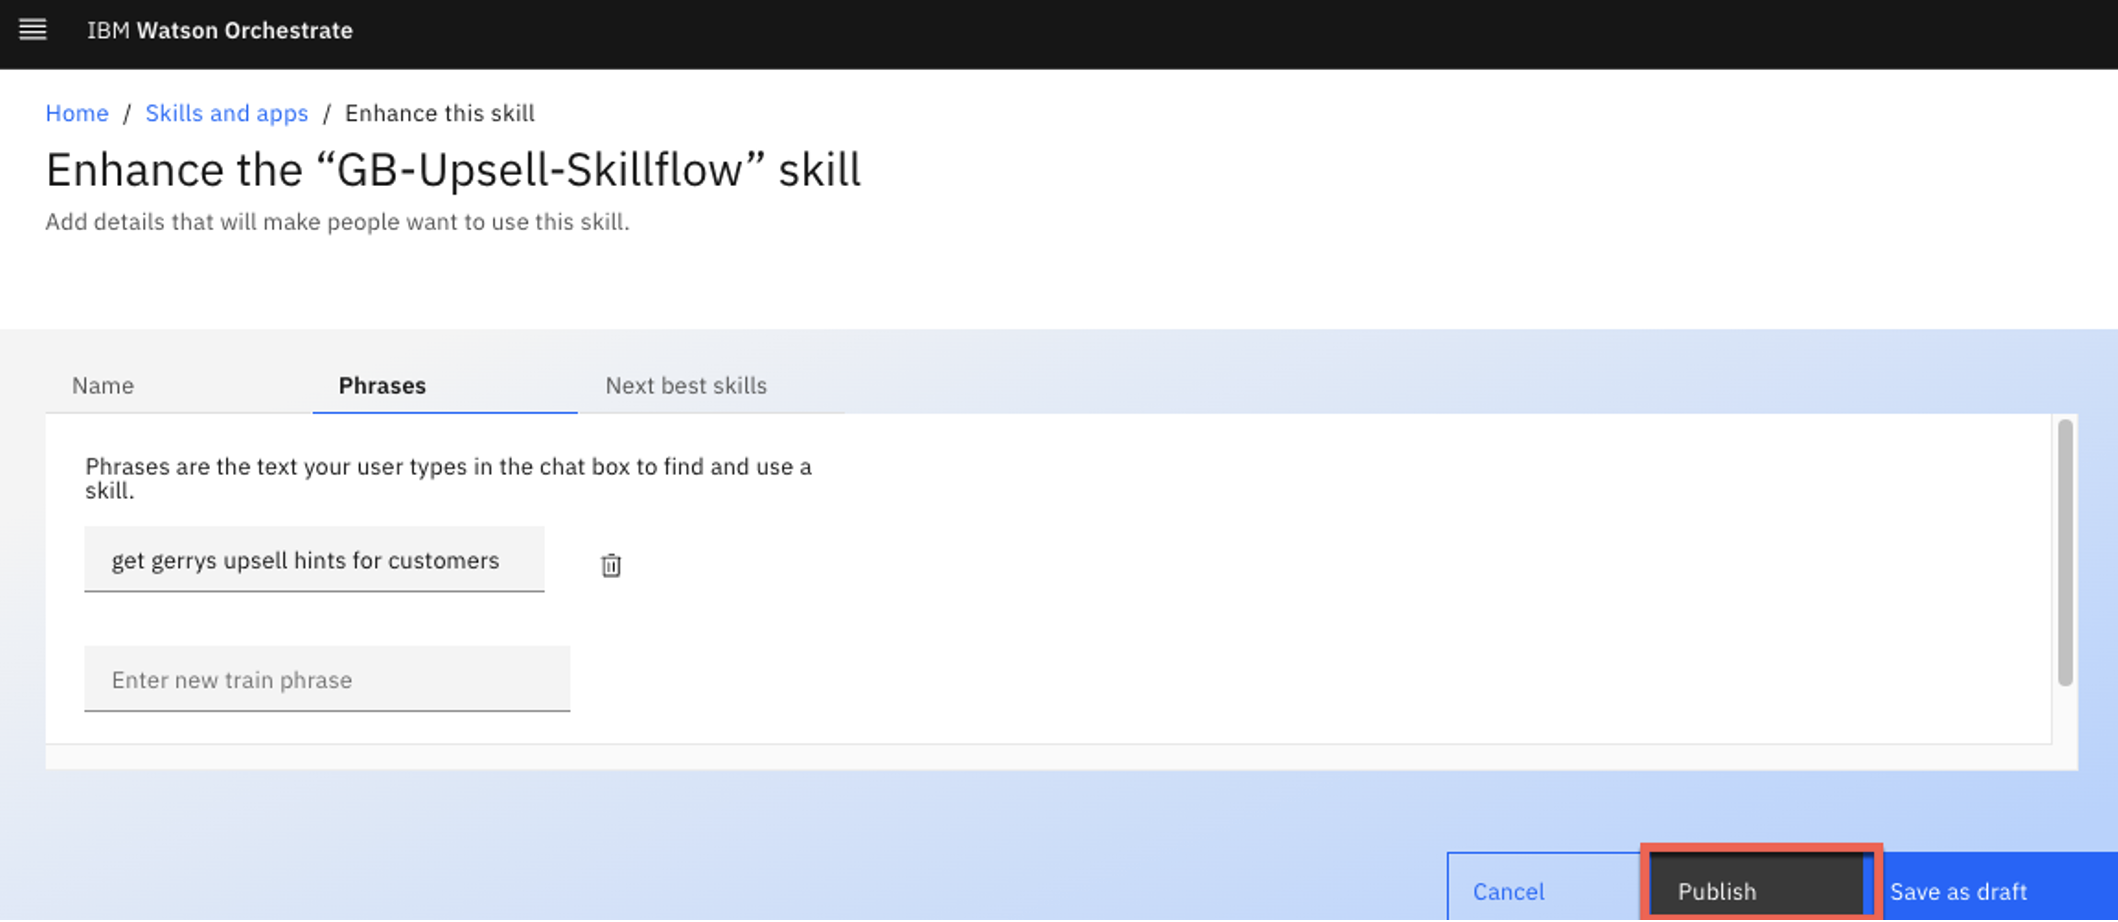 IBM Watson Orchestrate
Home / Skills and apps / Enhance this skill
Enhance the “GB-Upsell-Skillflow” skill
Add details that will make people want to use this skill.
Name Phrases Next best skills
Phrases are the text your user types in the chat box to find and use a
skill.
get gerrys upsell hints for customers
Enter new train phrase
Cancel Publish Save as draft